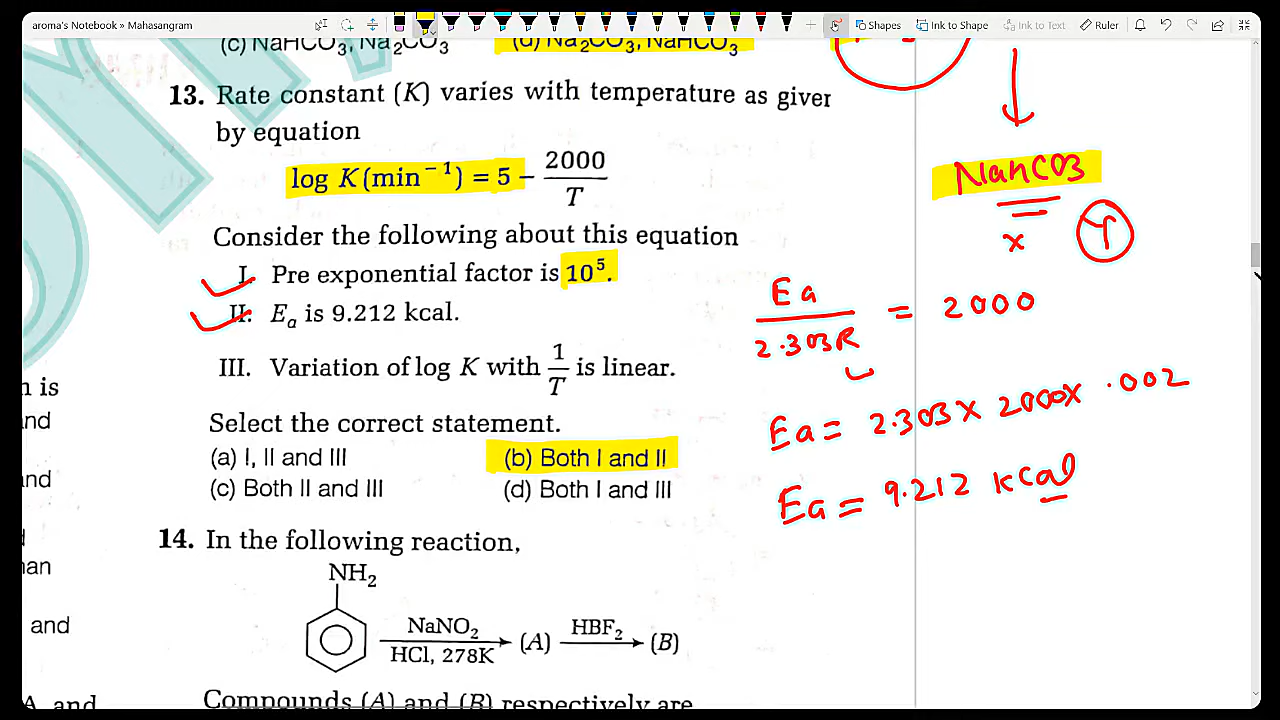 aroma's Notebook » Mahasangram
Shapes Ink to Shape Ink to Text Ruler
(c) NaHCO₃, Na₂CO₃ (d) Na₂CO₃, NaHCO₃
13. Rate constant (K) varies with temperature as given
by equation
log K(min⁻¹) = 5 − 2000/T
Consider the following about this equation
I. Pre exponential factor is 10⁵.
II. Eₐ is 9.212 kcal.
III. Variation of log K with 1/T is linear.
Select the correct statement.
(a) I, II and III (b) Both I and II
(c) Both II and III (d) Both I and III
14. In the following reaction,
NH₂
NaNO₂ HBF₂
HCl, 278K (A) (B)
Compounds (A) and (B) respectively are
is
and
and
and
A, and
NaHCO3
x Y
Ea / 2.303R = 2000
Ea = 2.303 x 2000x .002
Ea = 9.212 kcal